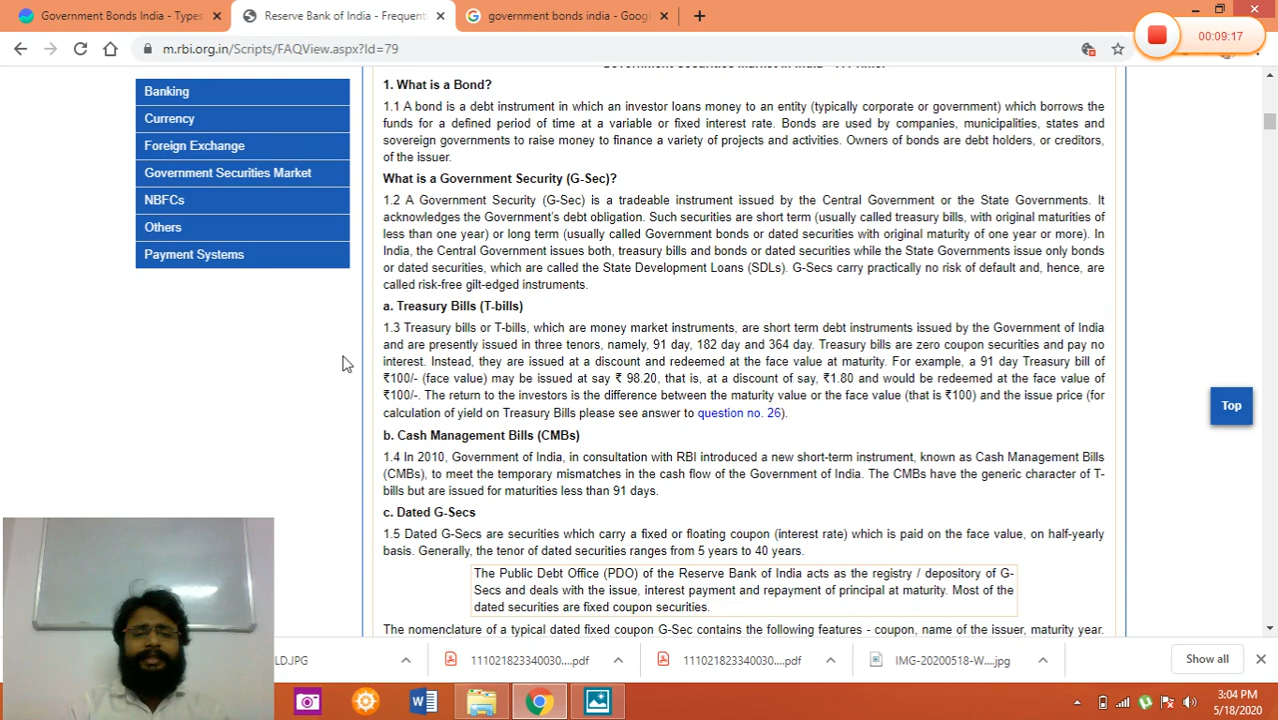 Government Bonds India - Types
Reserve Bank of India - Frequent
government bonds india - Goog
00:09:17
m.rbi.org.in/Scripts/FAQView.aspx?Id=79
Banking
Currency
Foreign Exchange
Government Securities Market
NBFCs
Others
Payment Systems
1. What is a Bond?
1.1 A bond is a debt instrument in which an investor loans money to an entity (typically corporate or government) which borrows the
funds for a defined period of time at a variable or fixed interest rate. Bonds are used by companies, municipalities, states and
sovereign governments to raise money to finance a variety of projects and activities. Owners of bonds are debt holders, or creditors,
of the issuer.
What is a Government Security (G-Sec)?
1.2 A Government Security (G-Sec) is a tradeable instrument issued by the Central Government or the State Governments. It
acknowledges the Government's debt obligation. Such securities are short term (usually called treasury bills, with original maturities of
less than one year) or long term (usually called Government bonds or dated securities with original maturity of one year or more). In
India, the Central Government issues both, treasury bills and bonds or dated securities while the State Governments issue only bonds
or dated securities, which are called the State Development Loans (SDLs). G-Secs carry practically no risk of default and, hence, are
called risk-free gilt-edged instruments.
a. Treasury Bills (T-bills)
1.3 Treasury bills or T-bills, which are money market instruments, are short term debt instruments issued by the Government of India
and are presently issued in three tenors, namely, 91 day, 182 day and 364 day. Treasury bills are zero coupon securities and pay no
interest. Instead, they are issued at a discount and redeemed at the face value at maturity. For example, a 91 day Treasury bill of
₹100/- (face value) may be issued at say ₹ 98.20, that is, at a discount of say, ₹1.80 and would be redeemed at the face value of
₹100/-. The return to the investors is the difference between the maturity value or the face value (that is ₹100) and the issue price (for
calculation of yield on Treasury Bills please see answer to question no. 26).
b. Cash Management Bills (CMBs)
1.4 In 2010, Government of India, in consultation with RBI introduced a new short-term instrument, known as Cash Management Bills
(CMBs), to meet the temporary mismatches in the cash flow of the Government of India. The CMBs have the generic character of T-
bills but are issued for maturities less than 91 days.
c. Dated G-Secs
1.5 Dated G-Secs are securities which carry a fixed or floating coupon (interest rate) which is paid on the face value, on half-yearly
basis. Generally, the tenor of dated securities ranges from 5 years to 40 years.
The Public Debt Office (PDO) of the Reserve Bank of India acts as the registry / depository of G-
Secs and deals with the issue, interest payment and repayment of principal at maturity. Most of the
dated securities are fixed coupon securities.
The nomenclature of a typical dated fixed coupon G-Sec contains the following features - coupon, name of the issuer, maturity year.
Top
LD.JPG
111021823340030....pdf
111021823340030....pdf
IMG-20200518-W....jpg
Show all
3:04 PM
5/18/2020